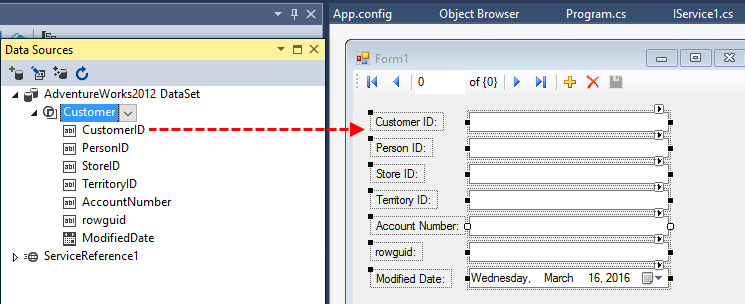 App.config Object Browser Program.cs IService1.cs
Data Sources
AdventureWorks2012 DataSet
Customer
CustomerID
PersonID
StoreID
TerritoryID
AccountNumber
rowguid
ModifiedDate
ServiceReference1
Form1
0 of {0}
Customer ID:
Person ID:
Store ID:
Territory ID:
Account Number:
rowguid:
Modified Date: Wednesday, March 16, 2016